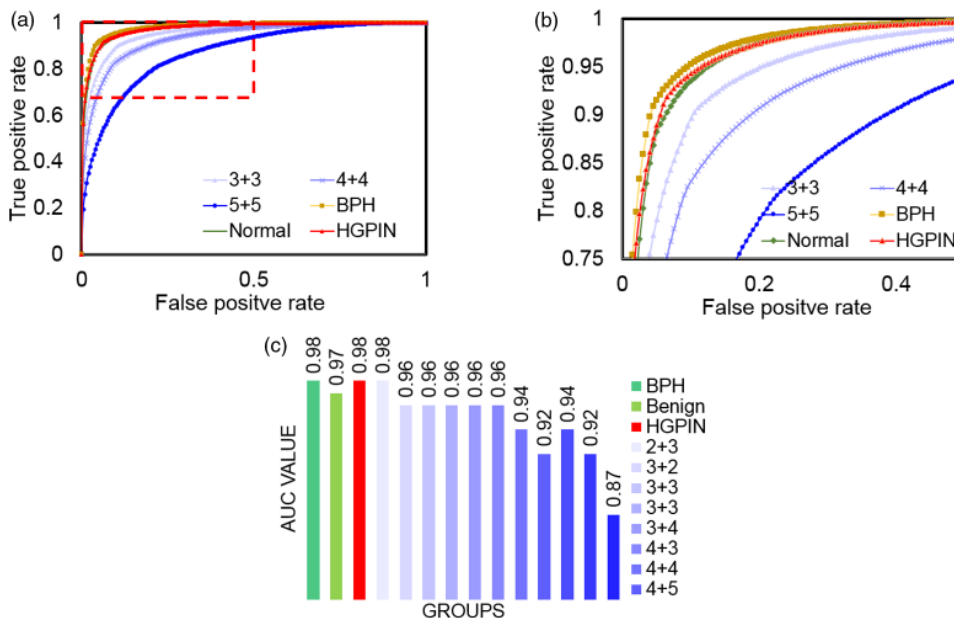 (a)
1
0.8
0.6
0.4
0.2
0
True positive rate
3+3
4+4
5+5
BPH
Normal
HGPIN
0
0.5
1
False positve rate
(b)
1
0.95
0.9
0.85
0.8
0.75
True positive rate
3+3
4+4
5+5
BPH
Normal
HGPIN
0
0.2
0.4
False positve rate
(c)
AUC VALUE
0.98
0.97
0.98
0.98
0.96
0.96
0.96
0.96
0.96
0.94
0.92
0.94
0.92
0.87
GROUPS
BPH
Benign
HGPIN
2+3
3+2
3+3
3+3
3+4
4+3
4+4
4+5